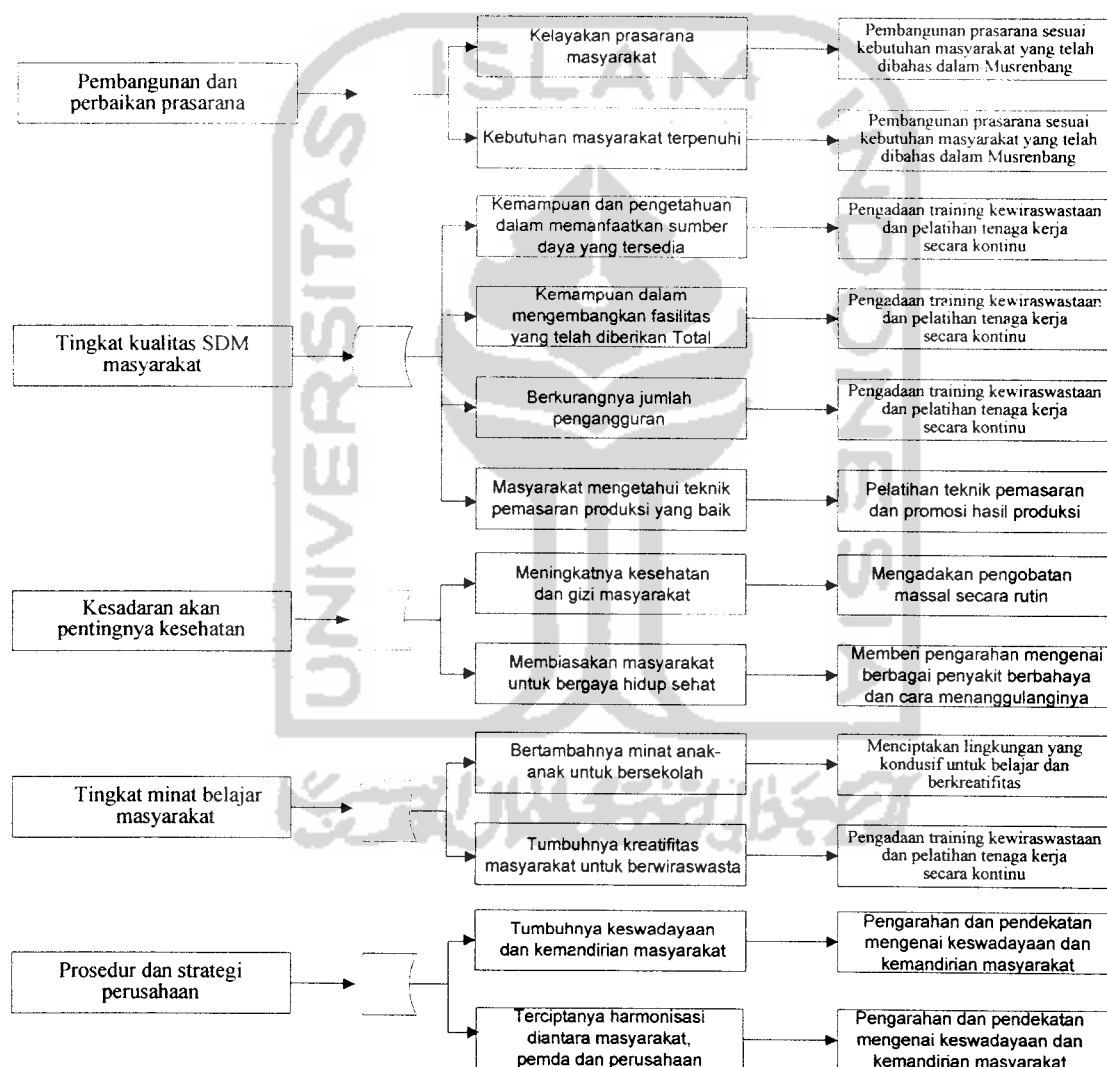 Pembangunan dan
perbaikan prasarana
Kelayakan prasarana
masyarakat
Pembangunan prasarana sesuai
kebutuhan masyarakat yang telah
dibahas dalam Musrenbang
Kebutuhan masyarakat terpenuhi
Pembangunan prasarana sesuai
kebutuhan masyarakat yang telah
dibahas dalam Musrenbang
Tingkat kualitas SDM
masyarakat
Kemampuan dan pengetahuan
dalam memanfaatkan sumber
daya yang tersedia
Pengadaan training kewiraswastaan
dan pelatihan tenaga kerja
secara kontinu
Kemampuan dalam
mengembangkan fasilitas
yang telah diberikan Total
Pengadaan training kewiraswastaan
dan pelatihan tenaga kerja
secara kontinu
Berkurangnya jumlah
pengangguran
Pengadaan training kewiraswastaan
dan pelatihan tenaga kerja
secara kontinu
Masyarakat mengetahui teknik
pemasaran produksi yang baik
Pelatihan teknik pemasaran
dan promosi hasil produksi
Kesadaran akan
pentingnya kesehatan
Meningkatnya kesehatan
dan gizi masyarakat
Mengadakan pengobatan
massal secara rutin
Membiasakan masyarakat
untuk bergaya hidup sehat
Memberi pengarahan mengenai
berbagai penyakit berbahaya
dan cara menanggulanginya
Tingkat minat belajar
masyarakat
Bertambahnya minat anak-
anak untuk bersekolah
Menciptakan lingkungan yang
kondusif untuk belajar dan
berkreatifitas
Tumbuhnya kreatifitas
masyarakat untuk berwiraswasta
Pengadaan training kewiraswastaan
dan pelatihan tenaga kerja
secara kontinu
Prosedur dan strategi
perusahaan
Tumbuhnya keswadayaan
dan kemandirian masyarakat
Pengarahan dan pendekatan
mengenai keswadayaan dan
kemandirian masyarakat
Terciptanya harmonisasi
diantara masyarakat,
pemda dan perusahaan
Pengarahan dan pendekatan
mengenai keswadayaan dan
kemandirian masyarakat
UNIVERSITAS
ISLAM
INDONESIA